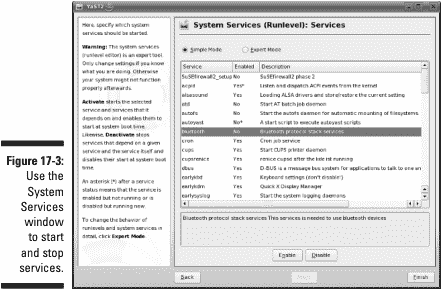 YaST2
Here, specify which system
services should be started.
Warning: The system services
(runlevel editor) is an expert tool.
Only change settings if you know
what you are doing. Otherwise
your system might not function
properly afterwards.
Activate starts the selected
service and services that it
depends on and enables them to
start at system boot time.
Likewise, Deactivate stops
services that depend on a given
service and the service itself and
disables their start at system boot
time.
An asterisk (*) after a service
status means that the service is
enabled but not running or is
disabled but running now.
To change the behavior of
runlevels and system services in
detail, click Expert Mode.
System Services (Runlevel): Services
Simple Mode Expert Mode
Service Enabled Description
SuSEfirewall2_setup No SuSEfirewall2 phase 2
acpid Yes* Listen and dispatch ACPI events from the kernel
alsasound Yes Loading ALSA drivers and store/restore the current setting
atd No Start AT batch job daemon
autofs No Start the autofs daemon for automatic mounting of filesystems.
autoyast No* A start script to execute autoyast scripts
bluetooth No Bluetooth protocol stack services
cron Yes Cron job service
cups Yes Start CUPS printer daemon
cupsrenice Yes renice cupsd after the kde ist running
dbus Yes D-BUS is a message bus system for applications to talk to one an
earlykbd Yes Keyboard settings (don't disable!)
earlykdm Yes Quick X Display Manager
earlysyslog Yes Start the system logging daemons
Bluetooth protocol stack services This services is needed to use bluetooth devices
Enable Disable
Back Finish
Figure 17-3:
Use the
System
Services
window
to start
and stop
services.